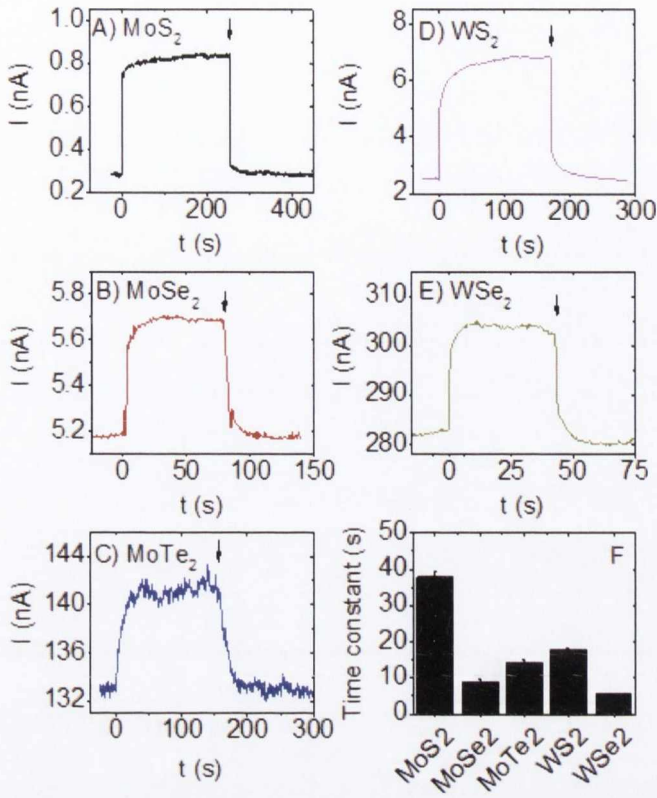 A) MoS2
I (nA)
1.0
0.8
0.6
0.4
0.2
0 200 400
t (s)
D) WS2
I (nA)
8
6
4
2
0 100 200 300
t (s)
B) MoSe2
I (nA)
5.8
5.6
5.4
5.2
0 50 100 150
t (s)
E) WSe2
I (nA)
310
305
290
280
0 25 50 75
t (s)
C) MoTe2
I (nA)
144
140
136
132
0 100 200 300
t (s)
F
Time constant (s)
50
40
30
20
10
0
MoS2
MoSe2
MoTe2
WS2
WSe2